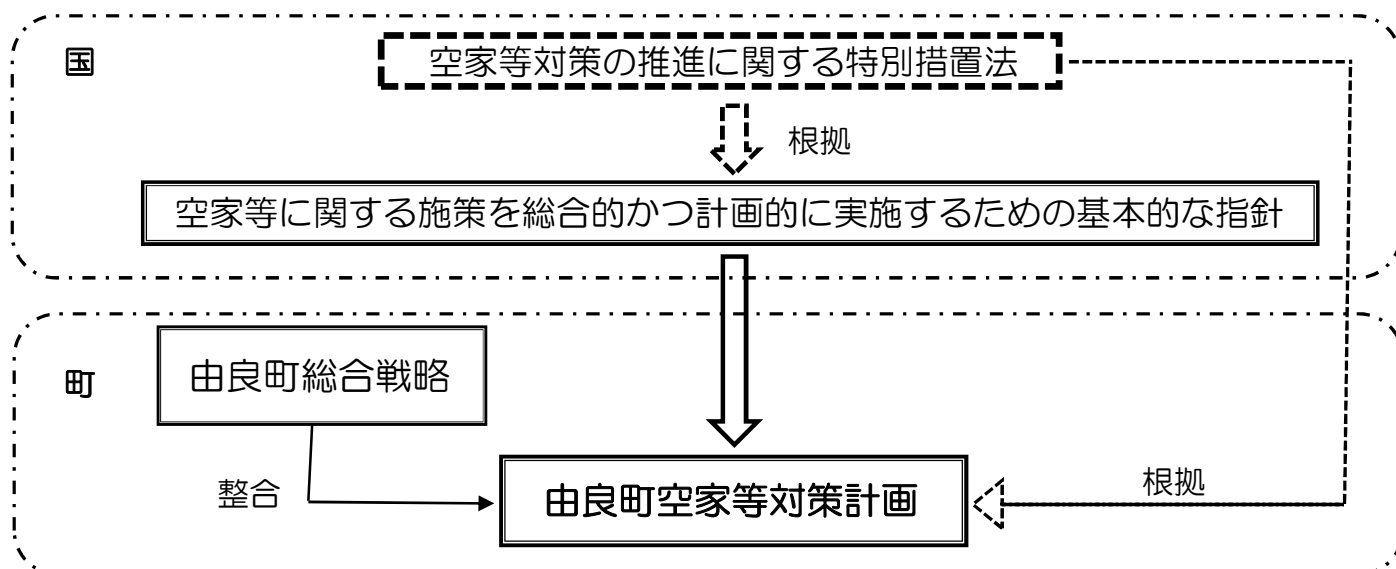 国
空家等対策の推進に関する特別措置法
根拠
空家等に関する施策を総合的かつ計画的に実施するための基本的な指針
町
由良町総合戦略
整合
由良町空家等対策計画
根拠